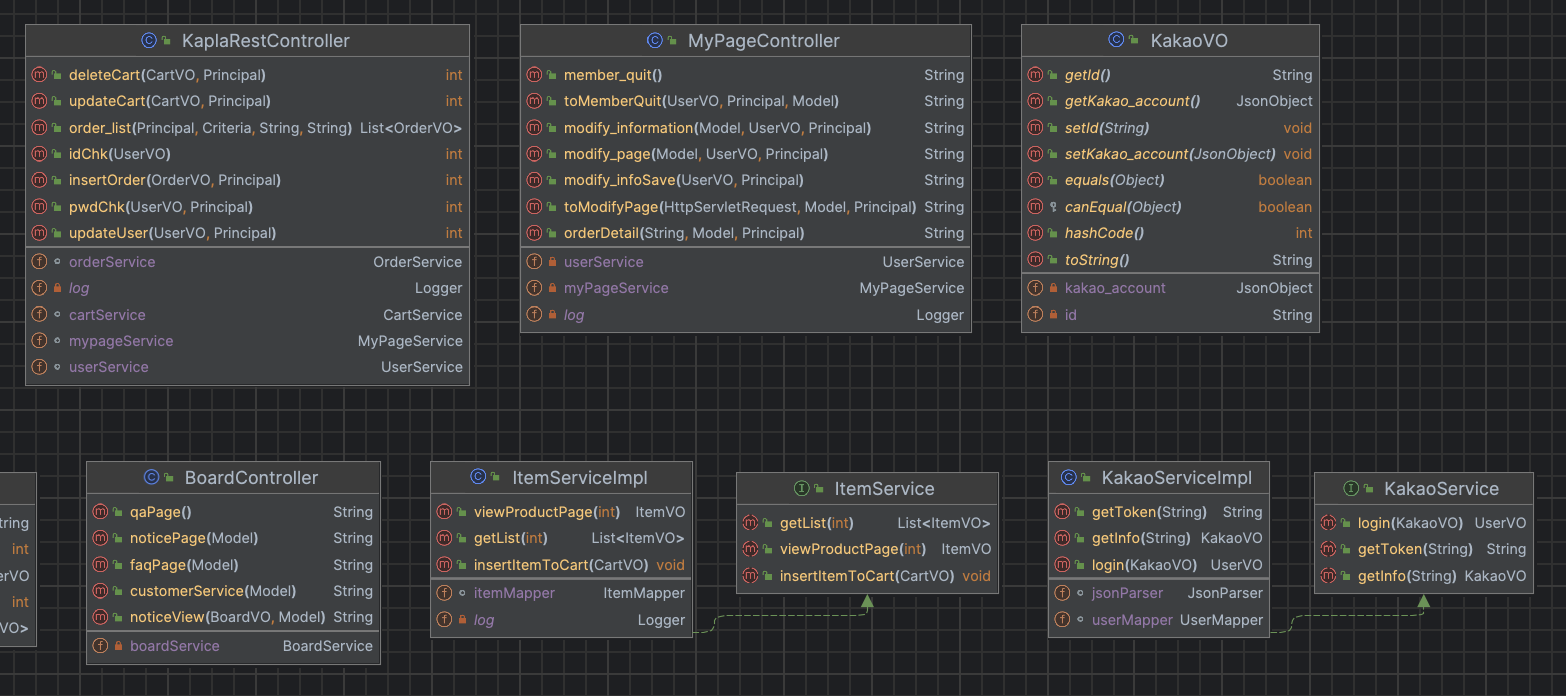 KaplaRestController
deleteCart(CartVO, Principal) int
updateCart(CartVO, Principal) int
order_list(Principal, Criteria, String, String) List<OrderVO>
idChk(UserVO) int
insertOrder(OrderVO, Principal) int
pwdChk(UserVO, Principal) int
updateUser(UserVO, Principal) int
orderService OrderService
log Logger
cartService CartService
mypageService MyPageService
userService UserService
MyPageController
member_quit() String
toMemberQuit(UserVO, Principal, Model) String
modify_information(Model, UserVO, Principal) String
modify_page(Model, UserVO, Principal) String
modify_infoSave(UserVO, Principal) String
toModifyPage(HttpServletRequest, Model, Principal) String
orderDetail(String, Model, Principal) String
userService UserService
myPageService MyPageService
log Logger
KakaoVO
getId() String
getKakao_account() JsonObject
setId(String) void
setKakao_account(JsonObject) void
equals(Object) boolean
canEqual(Object) boolean
hashCode() int
toString() String
kakao_account JsonObject
id String
tring
int
erVO
int
VO>
BoardController
qaPage() String
noticePage(Model) String
faqPage(Model) String
customerService(Model) String
noticeView(BoardVO, Model) String
boardService BoardService
ItemServiceImpl
viewProductPage(int) ItemVO
getList(int) List<ItemVO>
insertItemToCart(CartVO) void
itemMapper ItemMapper
log Logger
ItemService
getList(int) List<ItemVO>
viewProductPage(int) ItemVO
insertItemToCart(CartVO) void
KakaoServiceImpl
getToken(String) String
getInfo(String) KakaoVO
login(KakaoVO) UserVO
jsonParser JsonParser
userMapper UserMapper
KakaoService
login(KakaoVO) UserVO
getToken(String) String
getInfo(String) KakaoVO